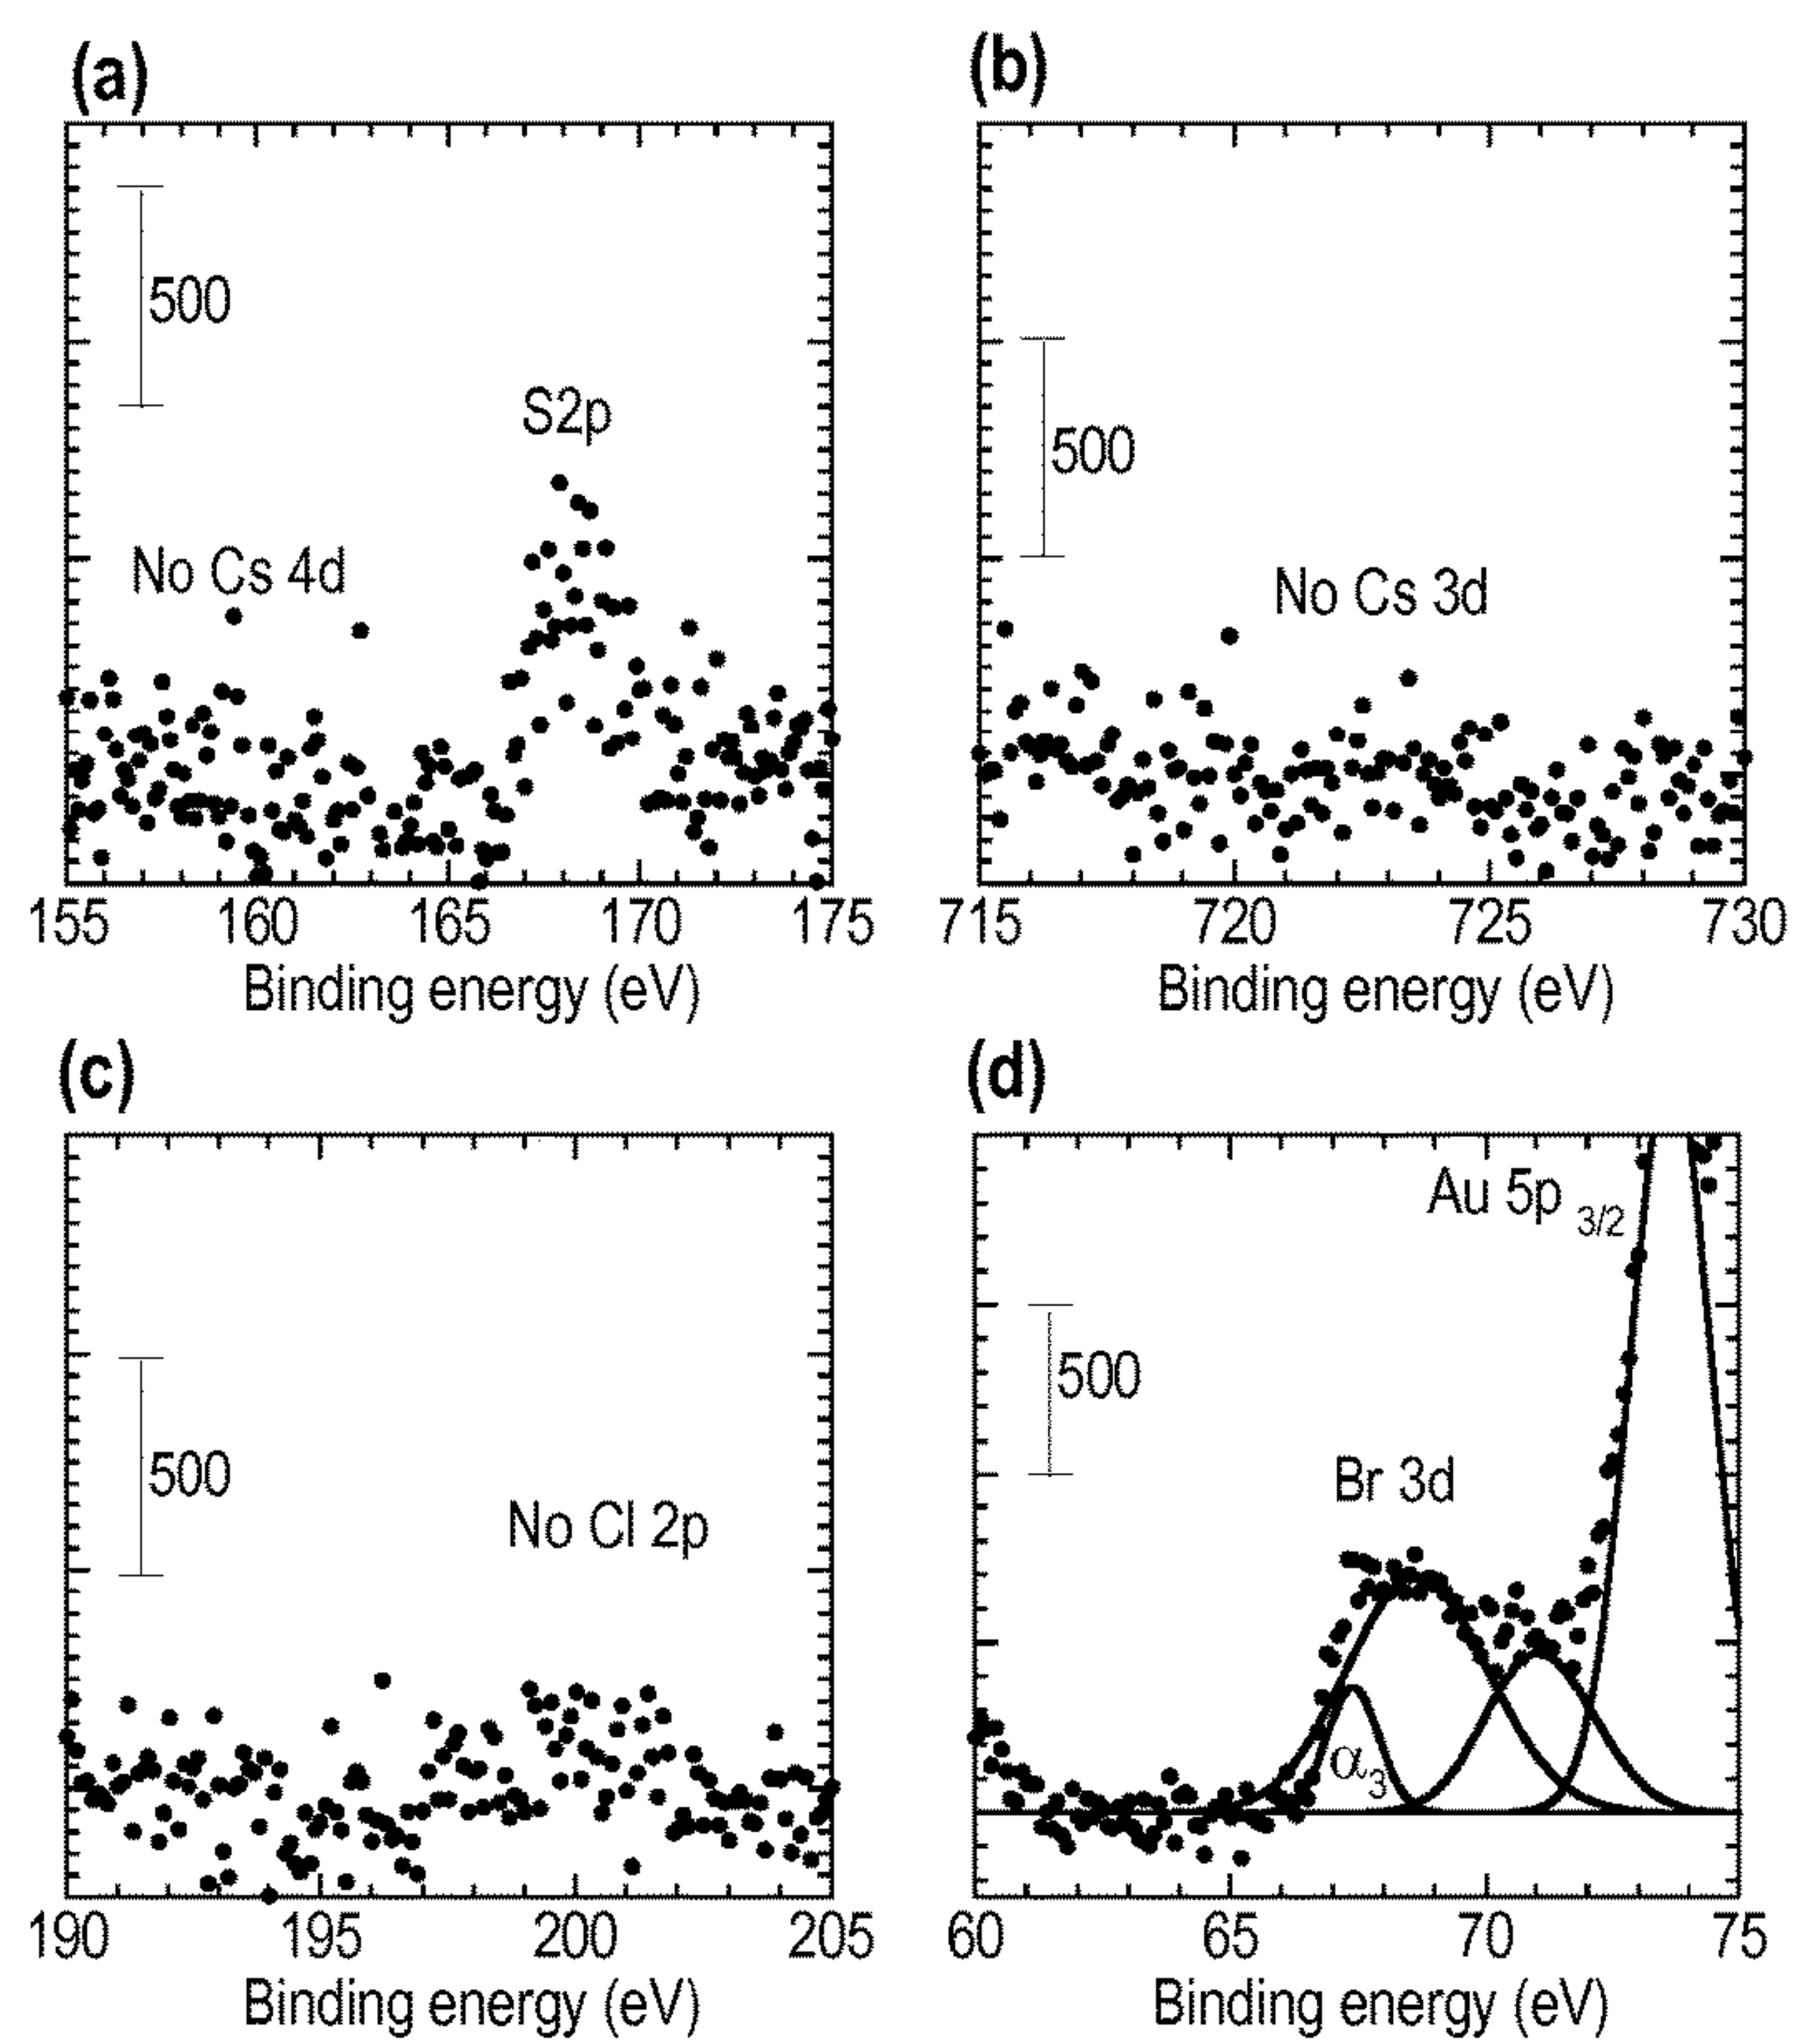 (a)
500
S2p
No Cs 4d
155 160 165 170 175
Binding energy (eV)
(b)
500
No Cs 3d
715 720 725 730
Binding energy (eV)
(c)
500
No Cl 2p
190 195 200 205
Binding energy (eV)
(d)
Au 5p 3/2
500
Br 3d
α3
60 65 70 75
Binding energy (eV)